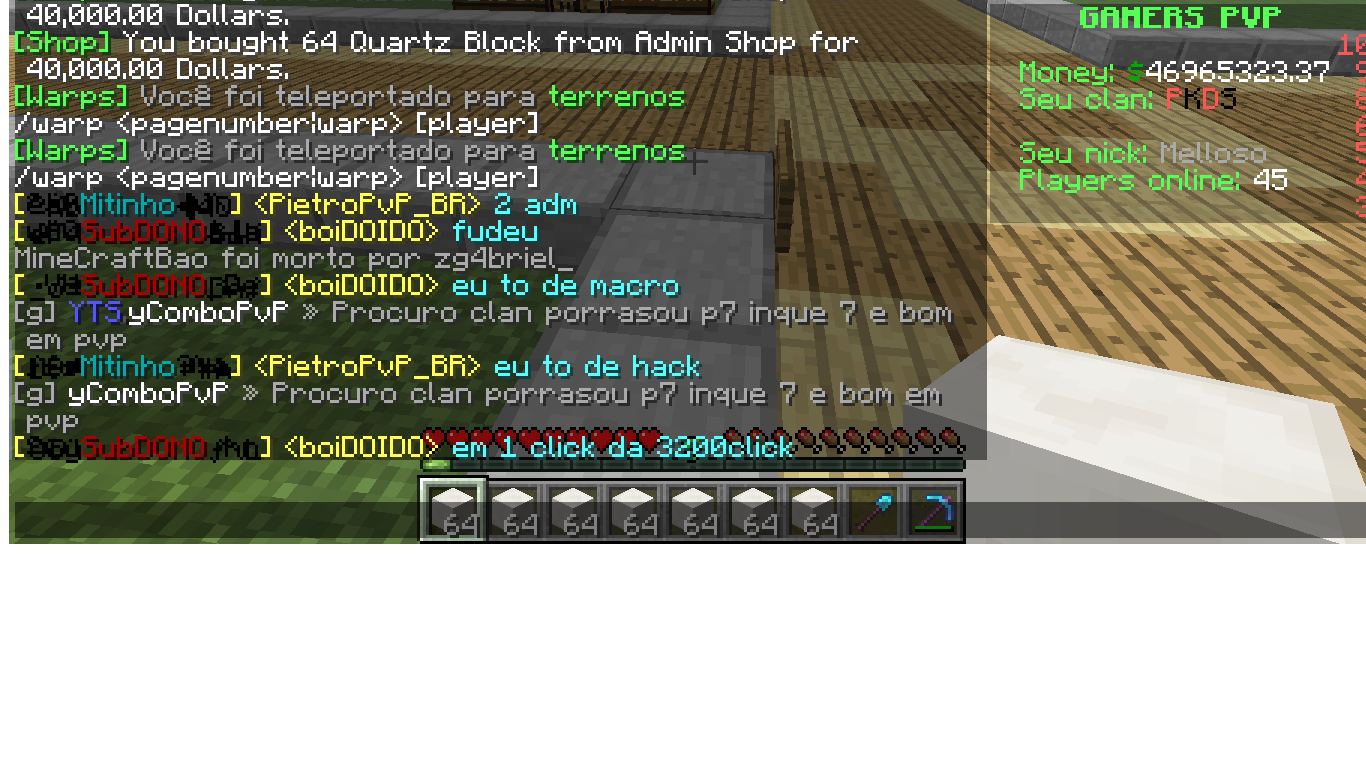 40,000.00 Dollars.
[Shop] You bought 64 Quartz Block from Admin Shop for
40,000.00 Dollars.
[Warps] Você foi teleportado para terrenos
/warp <pagenumber|warp> [player]
[Warps] Você foi teleportado para terrenos
/warp <pagenumber|warp> [player]
[Mitinho] <PietroPvP_BR> 2 adm
[SubDONO] <boiDOIDO> fudeu
MineCraftBao foi morto por zg4briel_
[SubDONO] <boiDOIDO> eu to de macro
[g] YTS.yComboPvP » Procuro clan porrasou p7 inque 7 e bom
em pvp
[Mitinho] <PietroPvP_BR> eu to de hack
[g] yComboPvP » Procuro clan porrasou p7 inque 7 e bom em
pvp
[SubDONO] <boiDOIDO> em 1 click da 3200click
64 64 64 64 64 64 64
GAMERS PVP
10
Money: $46965323.37
Seu clan: PKDS
Seu nick: Melloso
Players online: 45